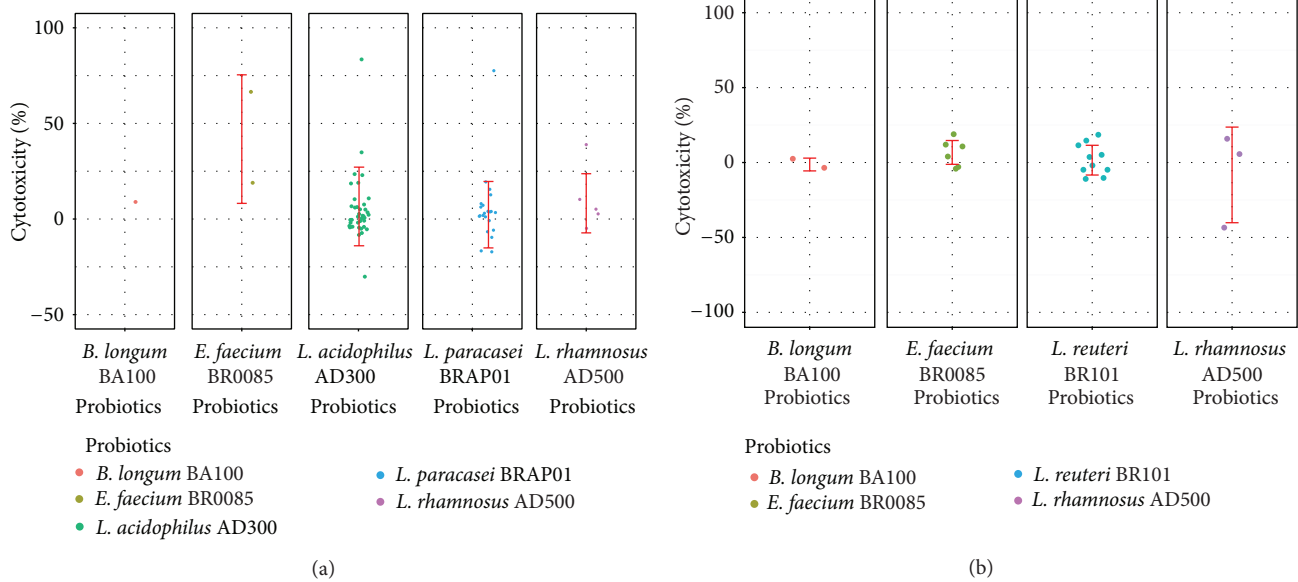 Cytotoxicity (%)
100
50
0
−50
B. longum E. faecium L. acidophilus L. paracasei L. rhamnosus
BA100 BR0085 AD300 BRAP01 AD500
Probiotics Probiotics Probiotics Probiotics Probiotics
Probiotics
B. longum BA100
E. faecium BR0085
L. acidophilus AD300
L. paracasei BRAP01
L. rhamnosus AD500
(a)
Cytotoxicity (%)
100
50
0
−50
−100
B. longum E. faecium L. reuteri L. rhamnosus
BA100 BR0085 BR101 AD500
Probiotics Probiotics Probiotics Probiotics
Probiotics
B. longum BA100
E. faecium BR0085
L. reuteri BR101
L. rhamnosus AD500
(b)